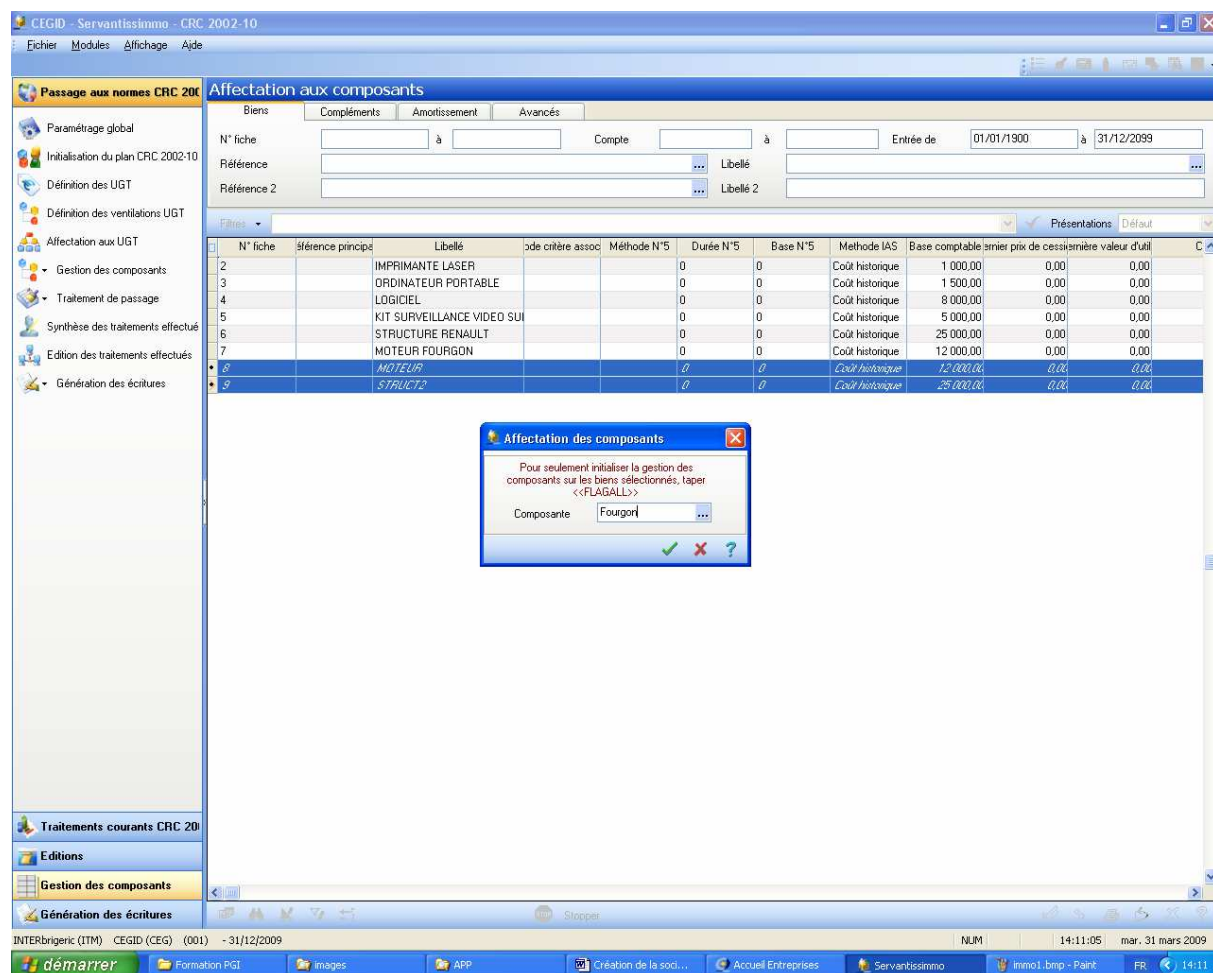 CEGID - Servantissimo - CRC 2002-10
Fichier Modules Affichage Aide
Passage aux normes CRC 200
Affectation aux composants
Biens Compléments Amortissement Avancés
Paramétrage global
Initialisation du plan CRC 2002-10
Définition des UGT
Définition des ventilations UGT
Affectation aux UGT
Gestion des composants
Traitement de passage
Synthèse des traitements effectué
Edition des traitements effectués
Génération des écritures
N° fiche à Compte à Entrée de 01/01/1900 à 31/12/2099
Référence ... Libellé ...
Référence 2 ... Libellé 2
Filtres Présentations Défaut
N° fiche éférence principa Libellé ode critère assoc Méthode N°5 Durée N°5 Base N°5 Methode IAS Base comptable ernier prix de cessi ernière valeur d'util C
2 IMPRIMANTE LASER 0 0 Coût historique 1 000,00 0,00 0,00
3 ORDINATEUR PORTABLE 0 0 Coût historique 1 500,00 0,00 0,00
4 LOGICIEL 0 0 Coût historique 8 000,00 0,00 0,00
5 KIT SURVEILLANCE VIDEO SUI 0 0 Coût historique 5 000,00 0,00 0,00
6 STRUCTURE RENAULT 0 0 Coût historique 25 000,00 0,00 0,00
7 MOTEUR FOURGON 0 0 Coût historique 12 000,00 0,00 0,00
8 MOTEUR 0 0 Coût historique 12 000,00 0,00 0,00
9 STRUCT2 0 0 Coût historique 25 000,00 0,00 0,00
Affectation des composants
Pour seulement initialiser la gestion des
composants sur les biens sélectionnés, taper
<<FLAGALL>>
Composante Fourgon ...
Traitements courants CRC 20
Editions
Gestion des composants
Génération des écritures
Stopper
INTERbrigeric (ITM) CEGID (CEG) (001) - 31/12/2009 NUM 14:11:05 mar. 31 mars 2009
démarrer Formation PGI images APP Création de la soci... Accueil Entreprises Servantissimo immo1.bmp - Paint FR 14:11